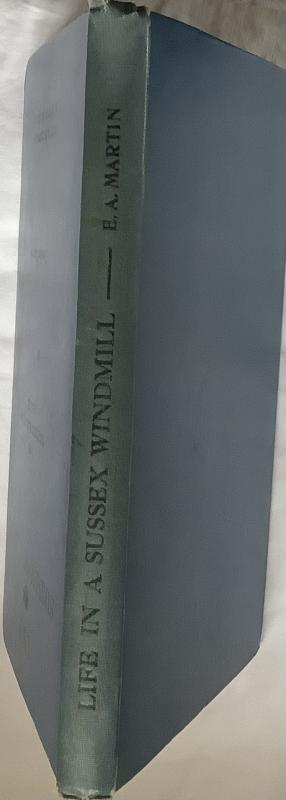 LIFE IN A SUSSEX WINDMILL — E. A. MARTIN